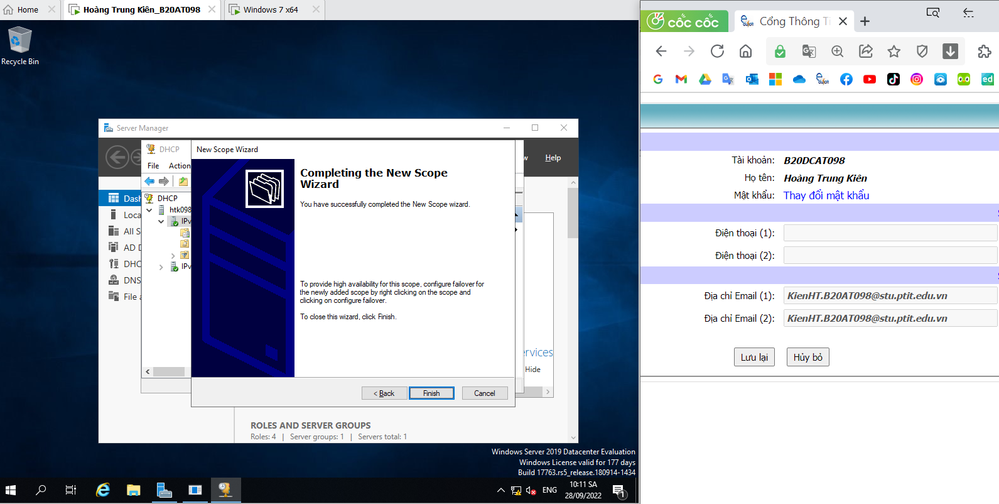 Home
Hoàng Trung Kiên_B20AT098
Windows 7 x64
Recycle Bin
Server Manager
Help
DHCP
File Action
DHCP
htk098
IPv
IPv
Dash
Loca
All S
AD D
DHC
DNS
File a
New Scope Wizard
Completing the New Scope
Wizard
You have successfully completed the New Scope wizard.
To provide high availability for this scope, configure failover for
the newly added scope by right clicking on the scope and
clicking on configure failover.
To close this wizard, click Finish.
< Back
Finish
Cancel
ervices
Hide
ROLES AND SERVER GROUPS
Roles: 4 | Server groups: 1 | Servers total: 1
Windows Server 2019 Datacenter Evaluation
Windows License valid for 177 days
Build 17763.rs5_release.180914-1434
ENG
10:11 SA
28/09/2022
1
cốc cốc
Cổng Thông Ti
Tài khoản: B20DCAT098
Họ tên: Hoàng Trung Kiên
Mật khẩu: Thay đổi mật khẩu
Điện thoại (1):
Điện thoại (2):
Địa chỉ Email (1): KienHT.B20AT098@stu.ptit.edu.vn
Địa chỉ Email (2): KienHT.B20AT098@stu.ptit.edu.vn
Lưu lại
Hủy bỏ